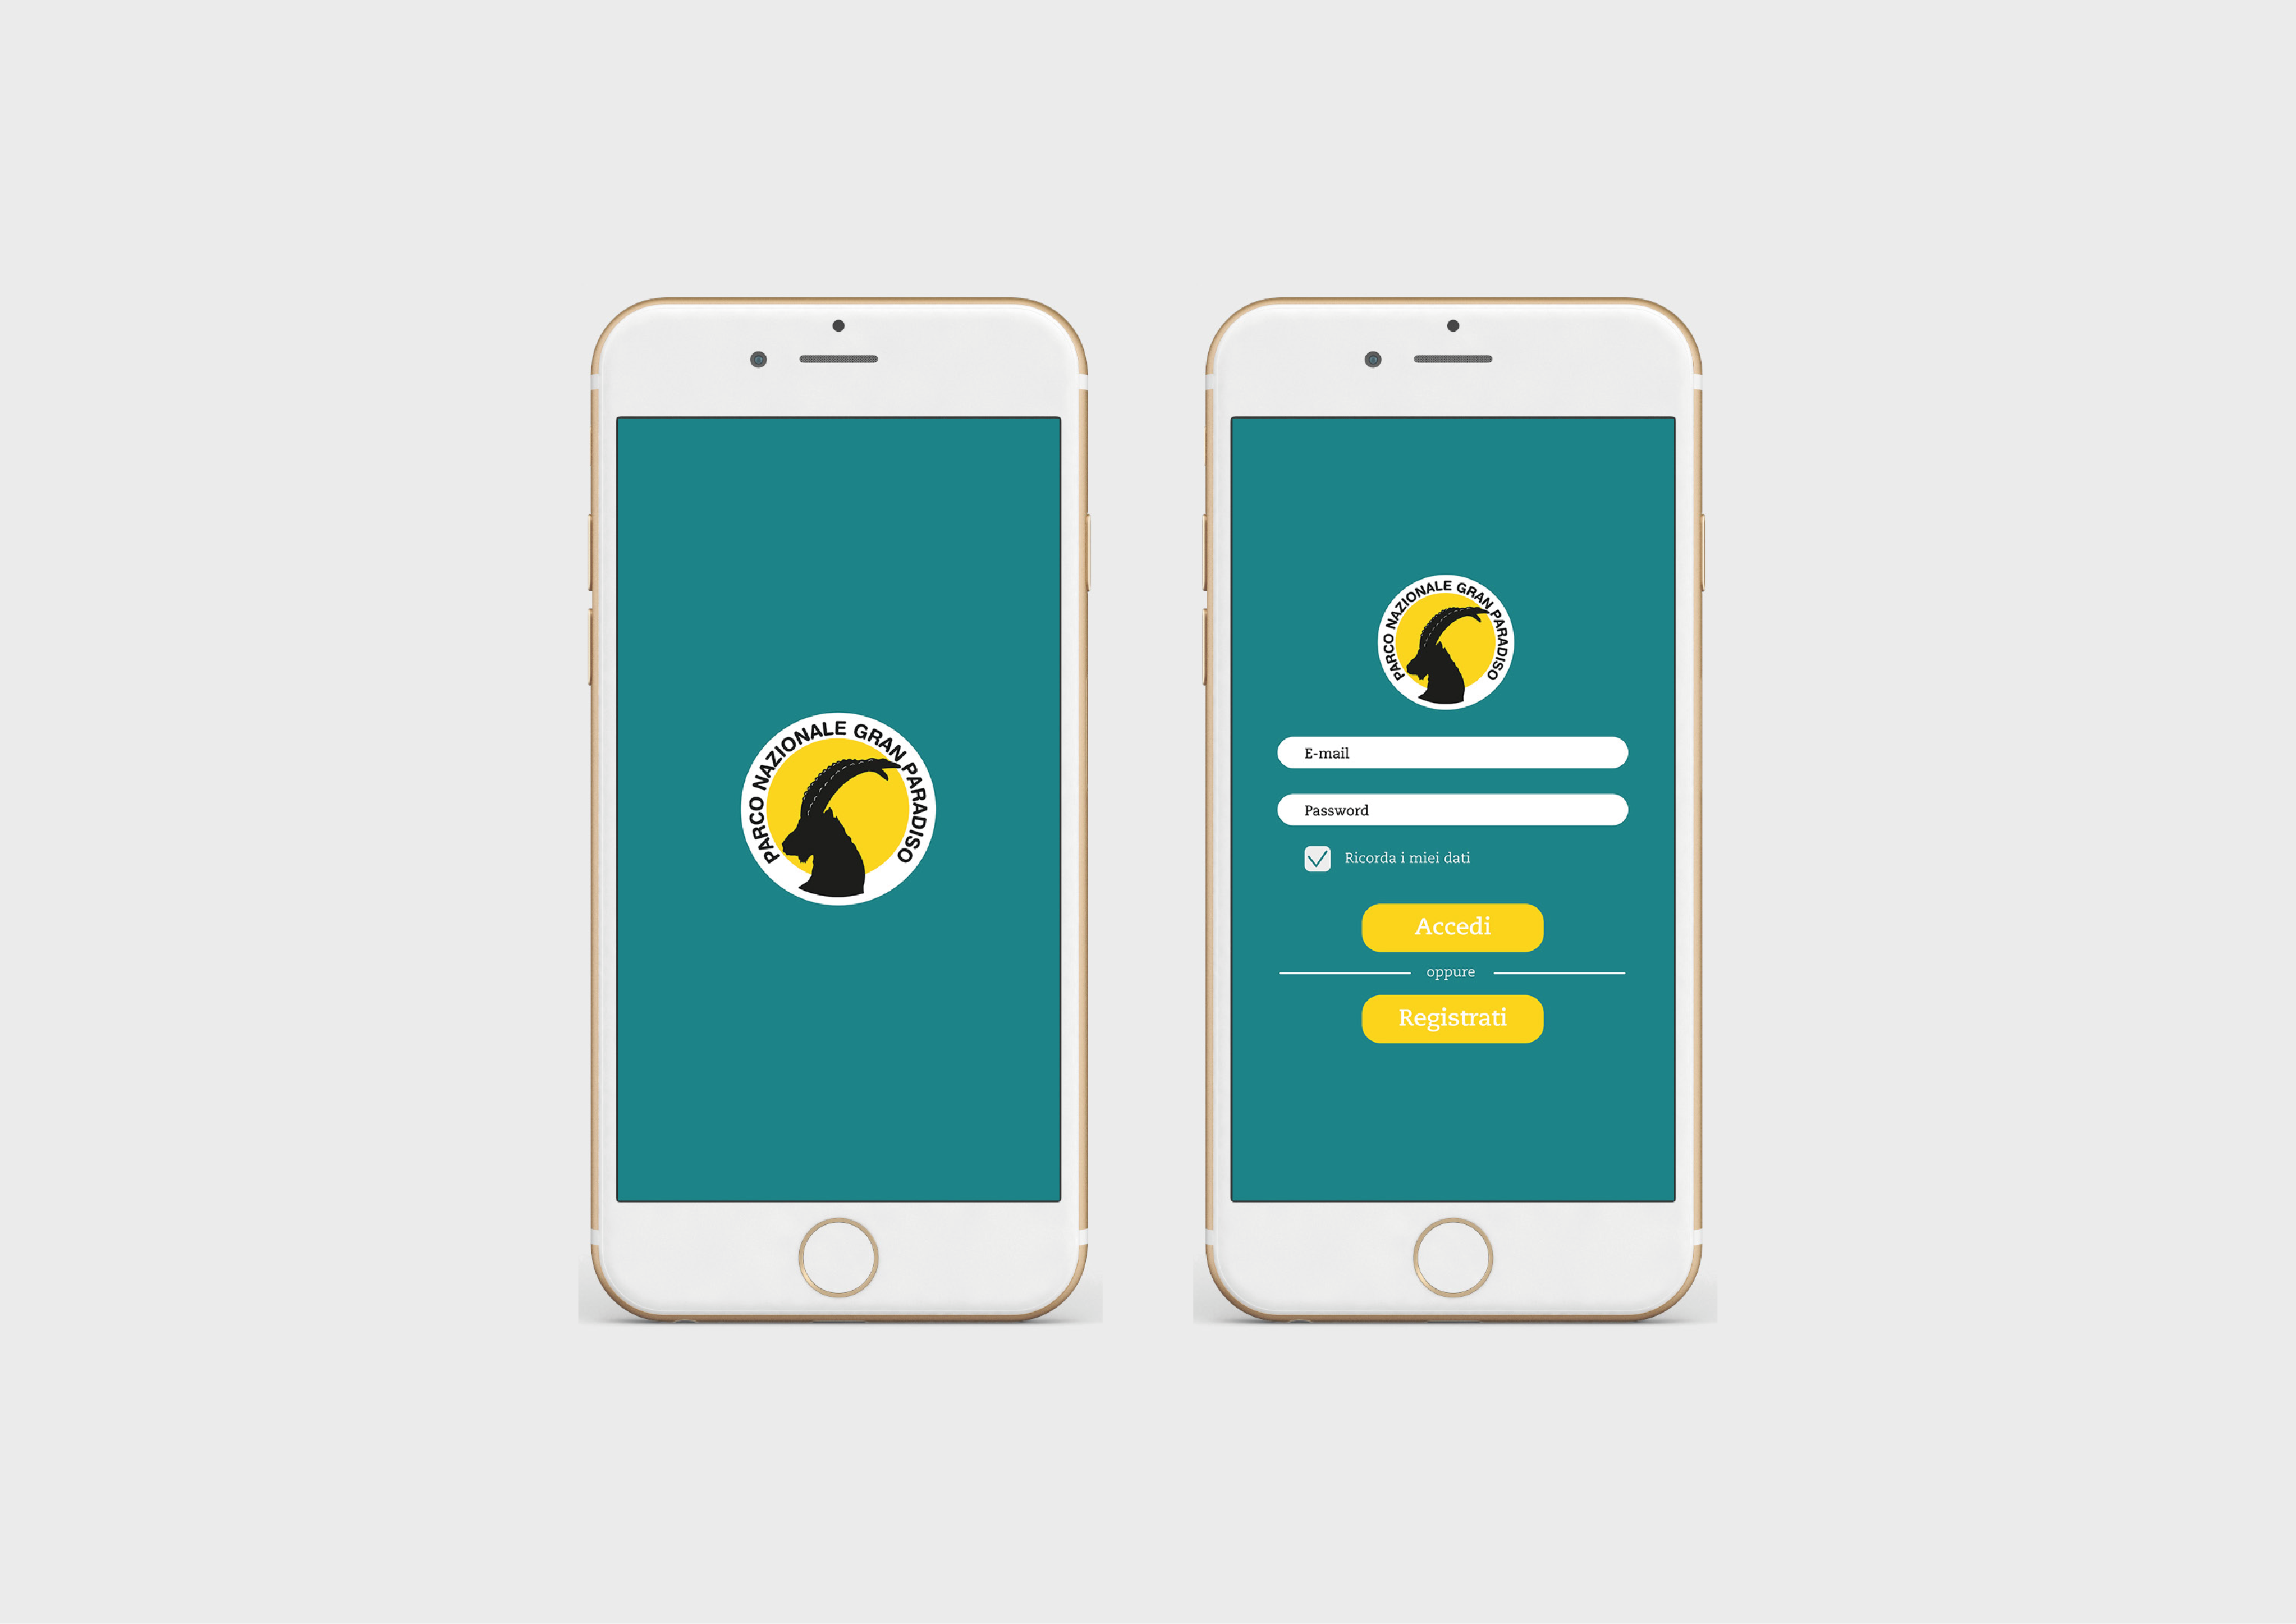 PARCO NAZIONALE GRAN PARADISO
PARCO NAZIONALE GRAN PARADISO
E-mail
Password
Ricorda i miei dati
Accedi
oppure
Registrati